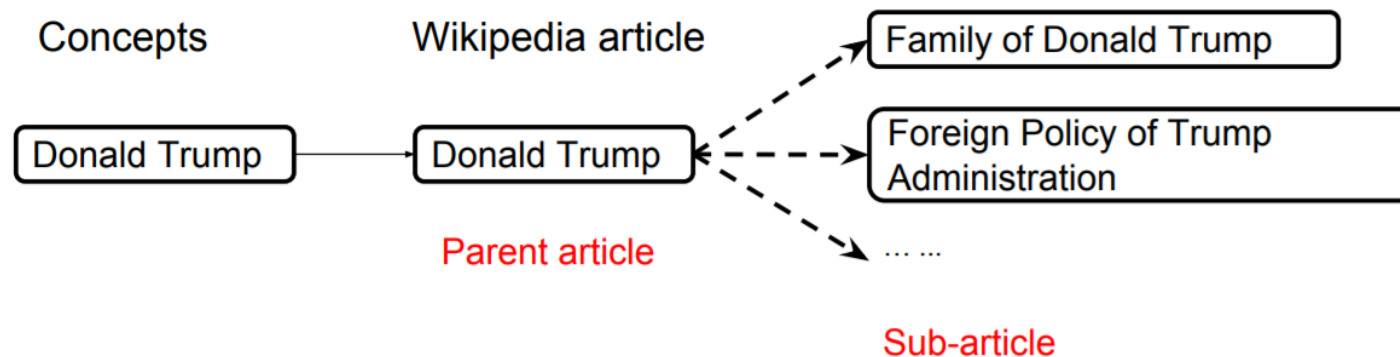 Concepts
Wikipedia article
Family of Donald Trump
Donald Trump
Donald Trump
Foreign Policy of Trump
Administration
Parent article
... ...
Sub-article